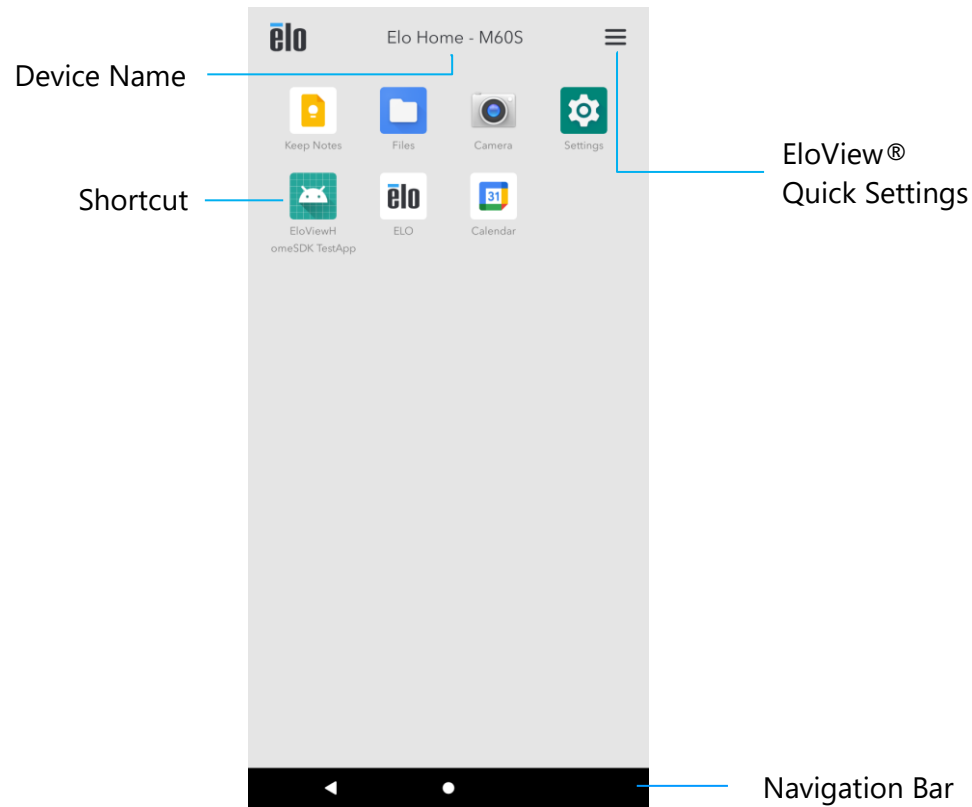 ēlo
Elo Home - M60S
Device Name
Keep Notes
Files
Camera
Settings
EloView®
Quick Settings
Shortcut
ēlo
31
EloViewH
omeSDK TestApp
ELO
Calendar
Navigation Bar